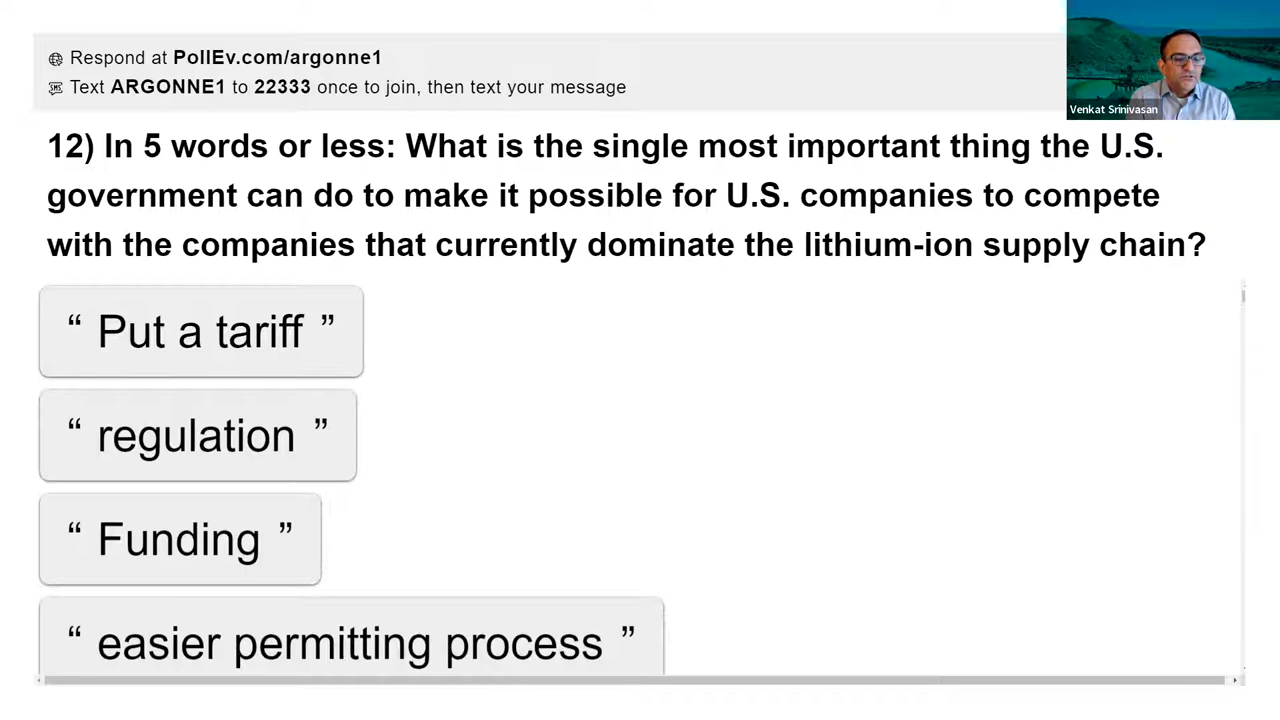 Respond at PollEv.com/argonne1
Text ARGONNE1 to 22333 once to join, then text your message
Venkat Srinivasan
12) In 5 words or less: What is the single most important thing the U.S.
government can do to make it possible for U.S. companies to compete
with the companies that currently dominate the lithium-ion supply chain?
“ Put a tariff ”
“ regulation ”
“ Funding ”
“ easier permitting process ”